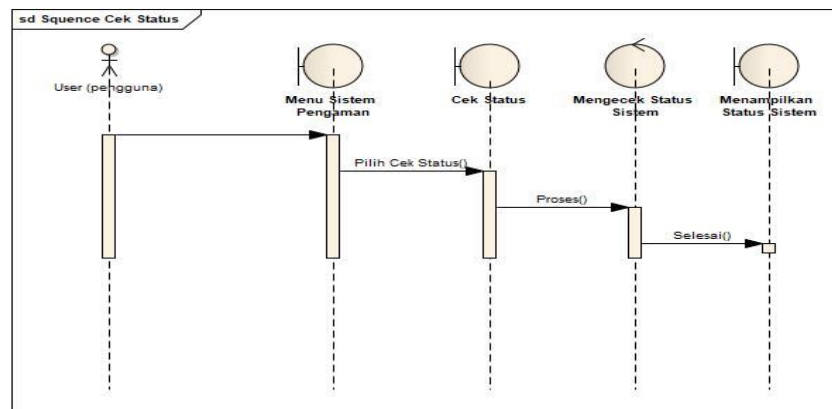 sd Squence Cek Status
User (pengguna)
Menu Sistem
Pengaman
Cek Status
Mengecek Status
Sistem
Menampilkan
Status Sistem
Pilih Cek Status()
Proses()
Selesai()